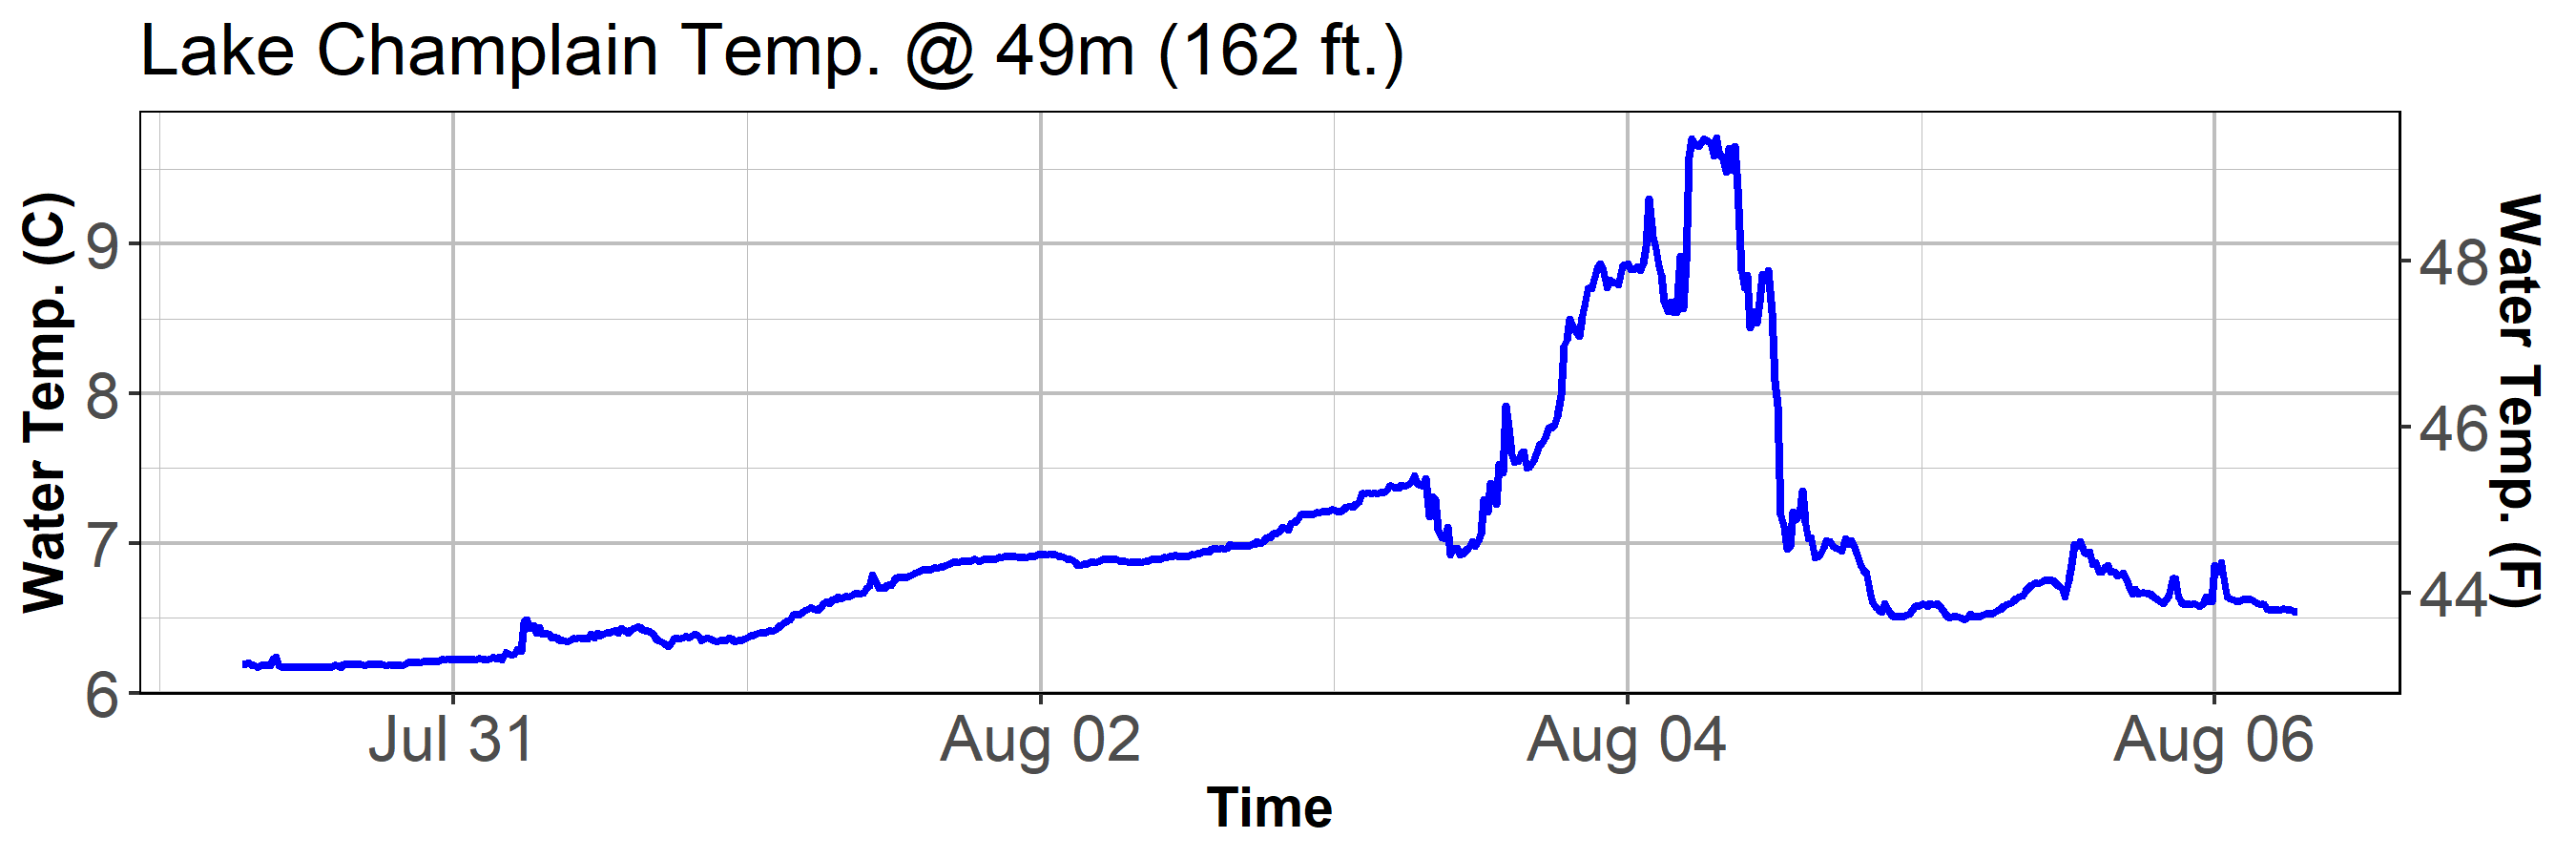 Lake Champlain Temp. @ 49m (162 ft.)
Water Temp. (C)
9
8
7
6
48
46
44
Water Temp. (F)
Jul 31
Aug 02
Aug 04
Aug 06
Time